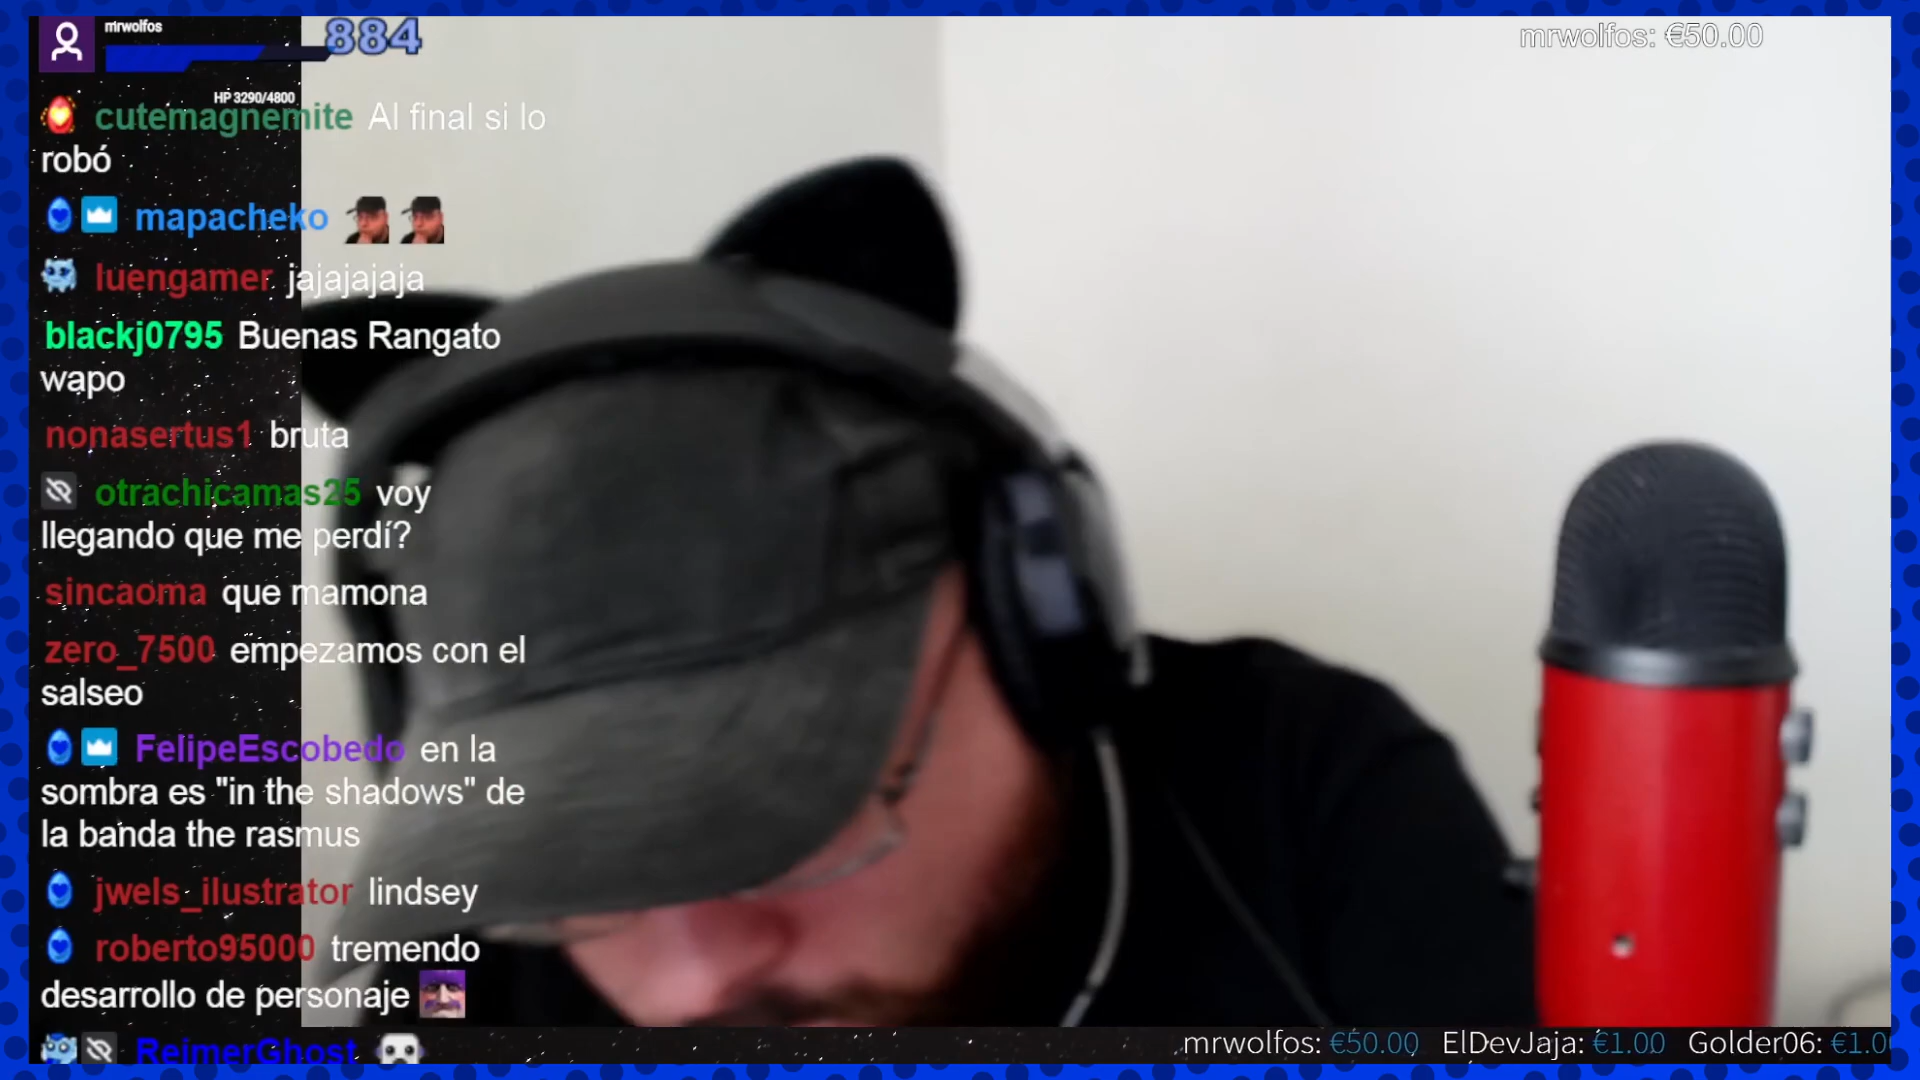 mrwolfos
884
mrwolfos: €50.00
HP 3290/4800
cutemagnemite Al final si lo
robó
mapacheko
luengamer jajajajaja
blackj0795 Buenas Rangato
wapo
nonasertus1 bruta
otrachicamas25 voy
llegando que me perdí?
sincaoma que mamona
zero_7500 empezamos con el
salseo
FelipeEscobedo en la
sombra es "in the shadows" de
la banda the rasmus
jwels_ilustrator lindsey
roberto95000 tremendo
desarrollo de personaje
ReimerGhost
mrwolfos: €50.00 ElDevJaja: €1.00 Golder06: €1.0